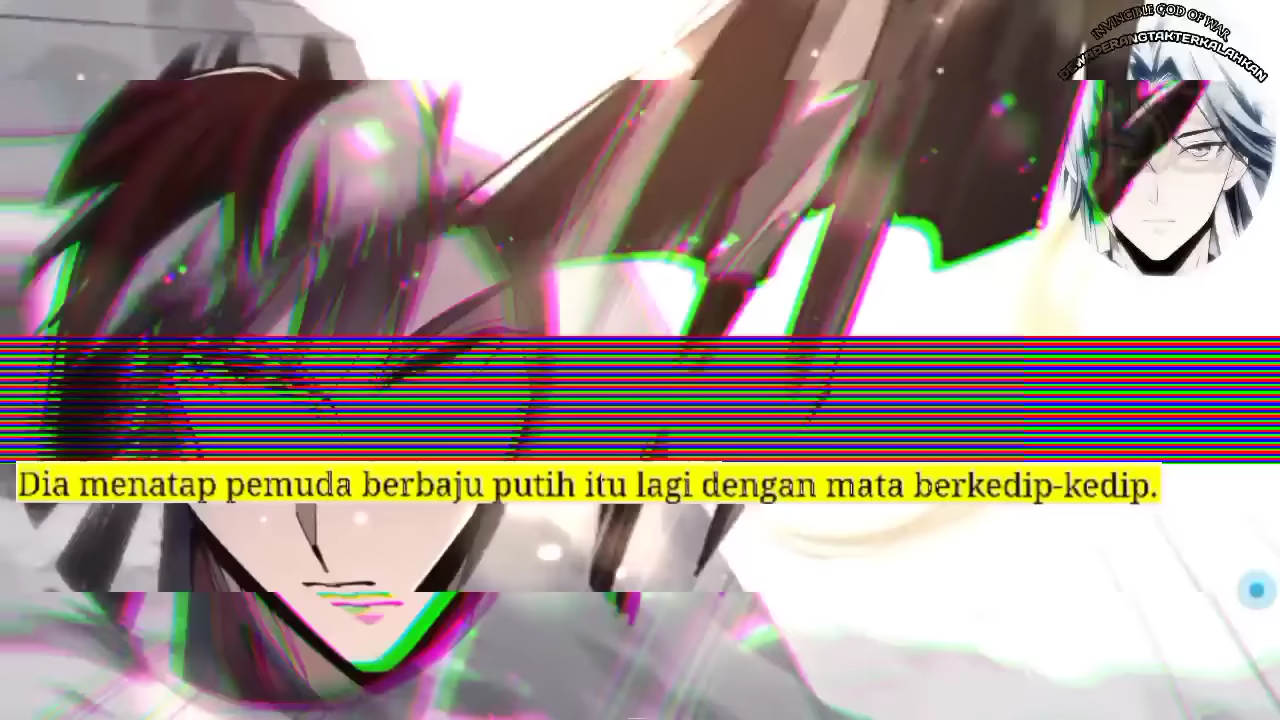 INVINCIBLE GOD OF WAR
DEWAPERANGTAKTERKALAHKAN
Dia menatap pemuda berbaju putih itu lagi dengan mata berkedip-kedip.